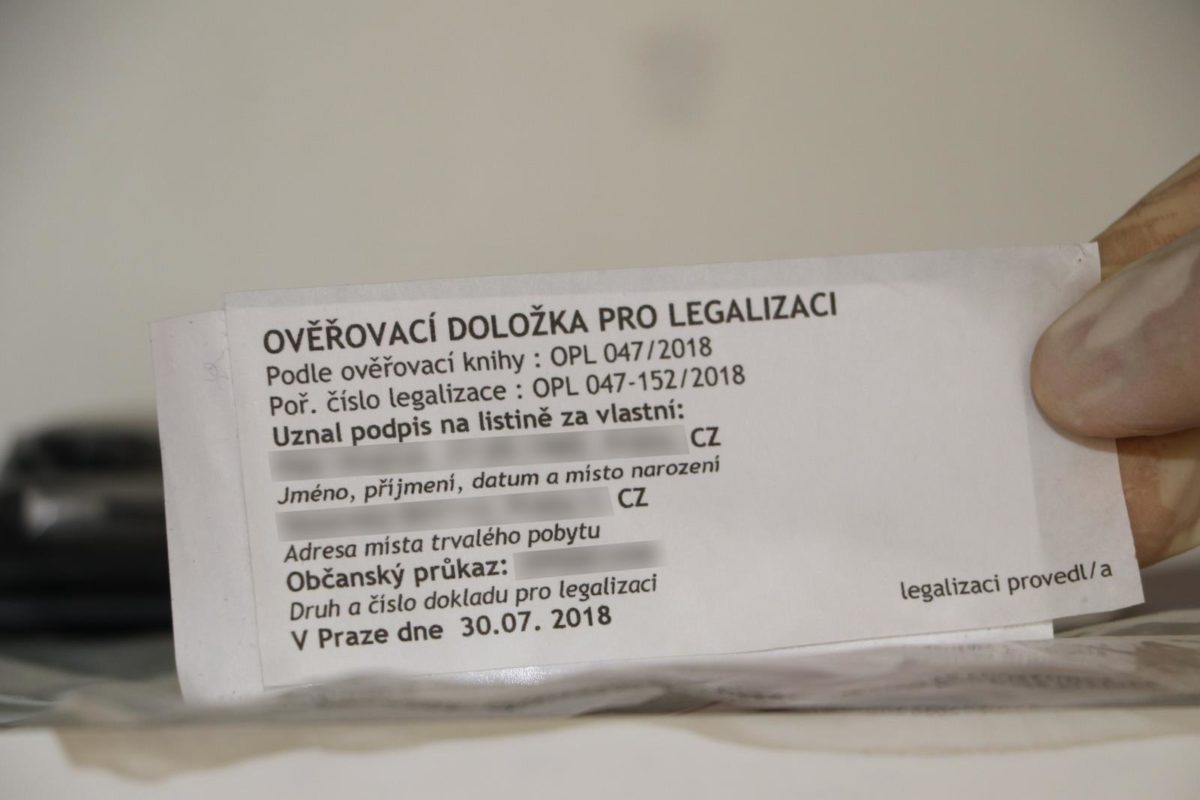 OVĚŘOVACÍ DOLOŽKA PRO LEGALIZACI
Podle ověřovací knihy : OPL 047/2018
Poř. číslo legalizace : OPL 047-152/2018
Uznal podpis na listině za vlastní:
CZ
Jméno, příjmení, datum a místo narození
CZ
Adresa místa trvalého pobytu
Občanský průkaz:
Druh a číslo dokladu pro legalizaci
V Praze dne 30.07. 2018
legalizaci provedl/a